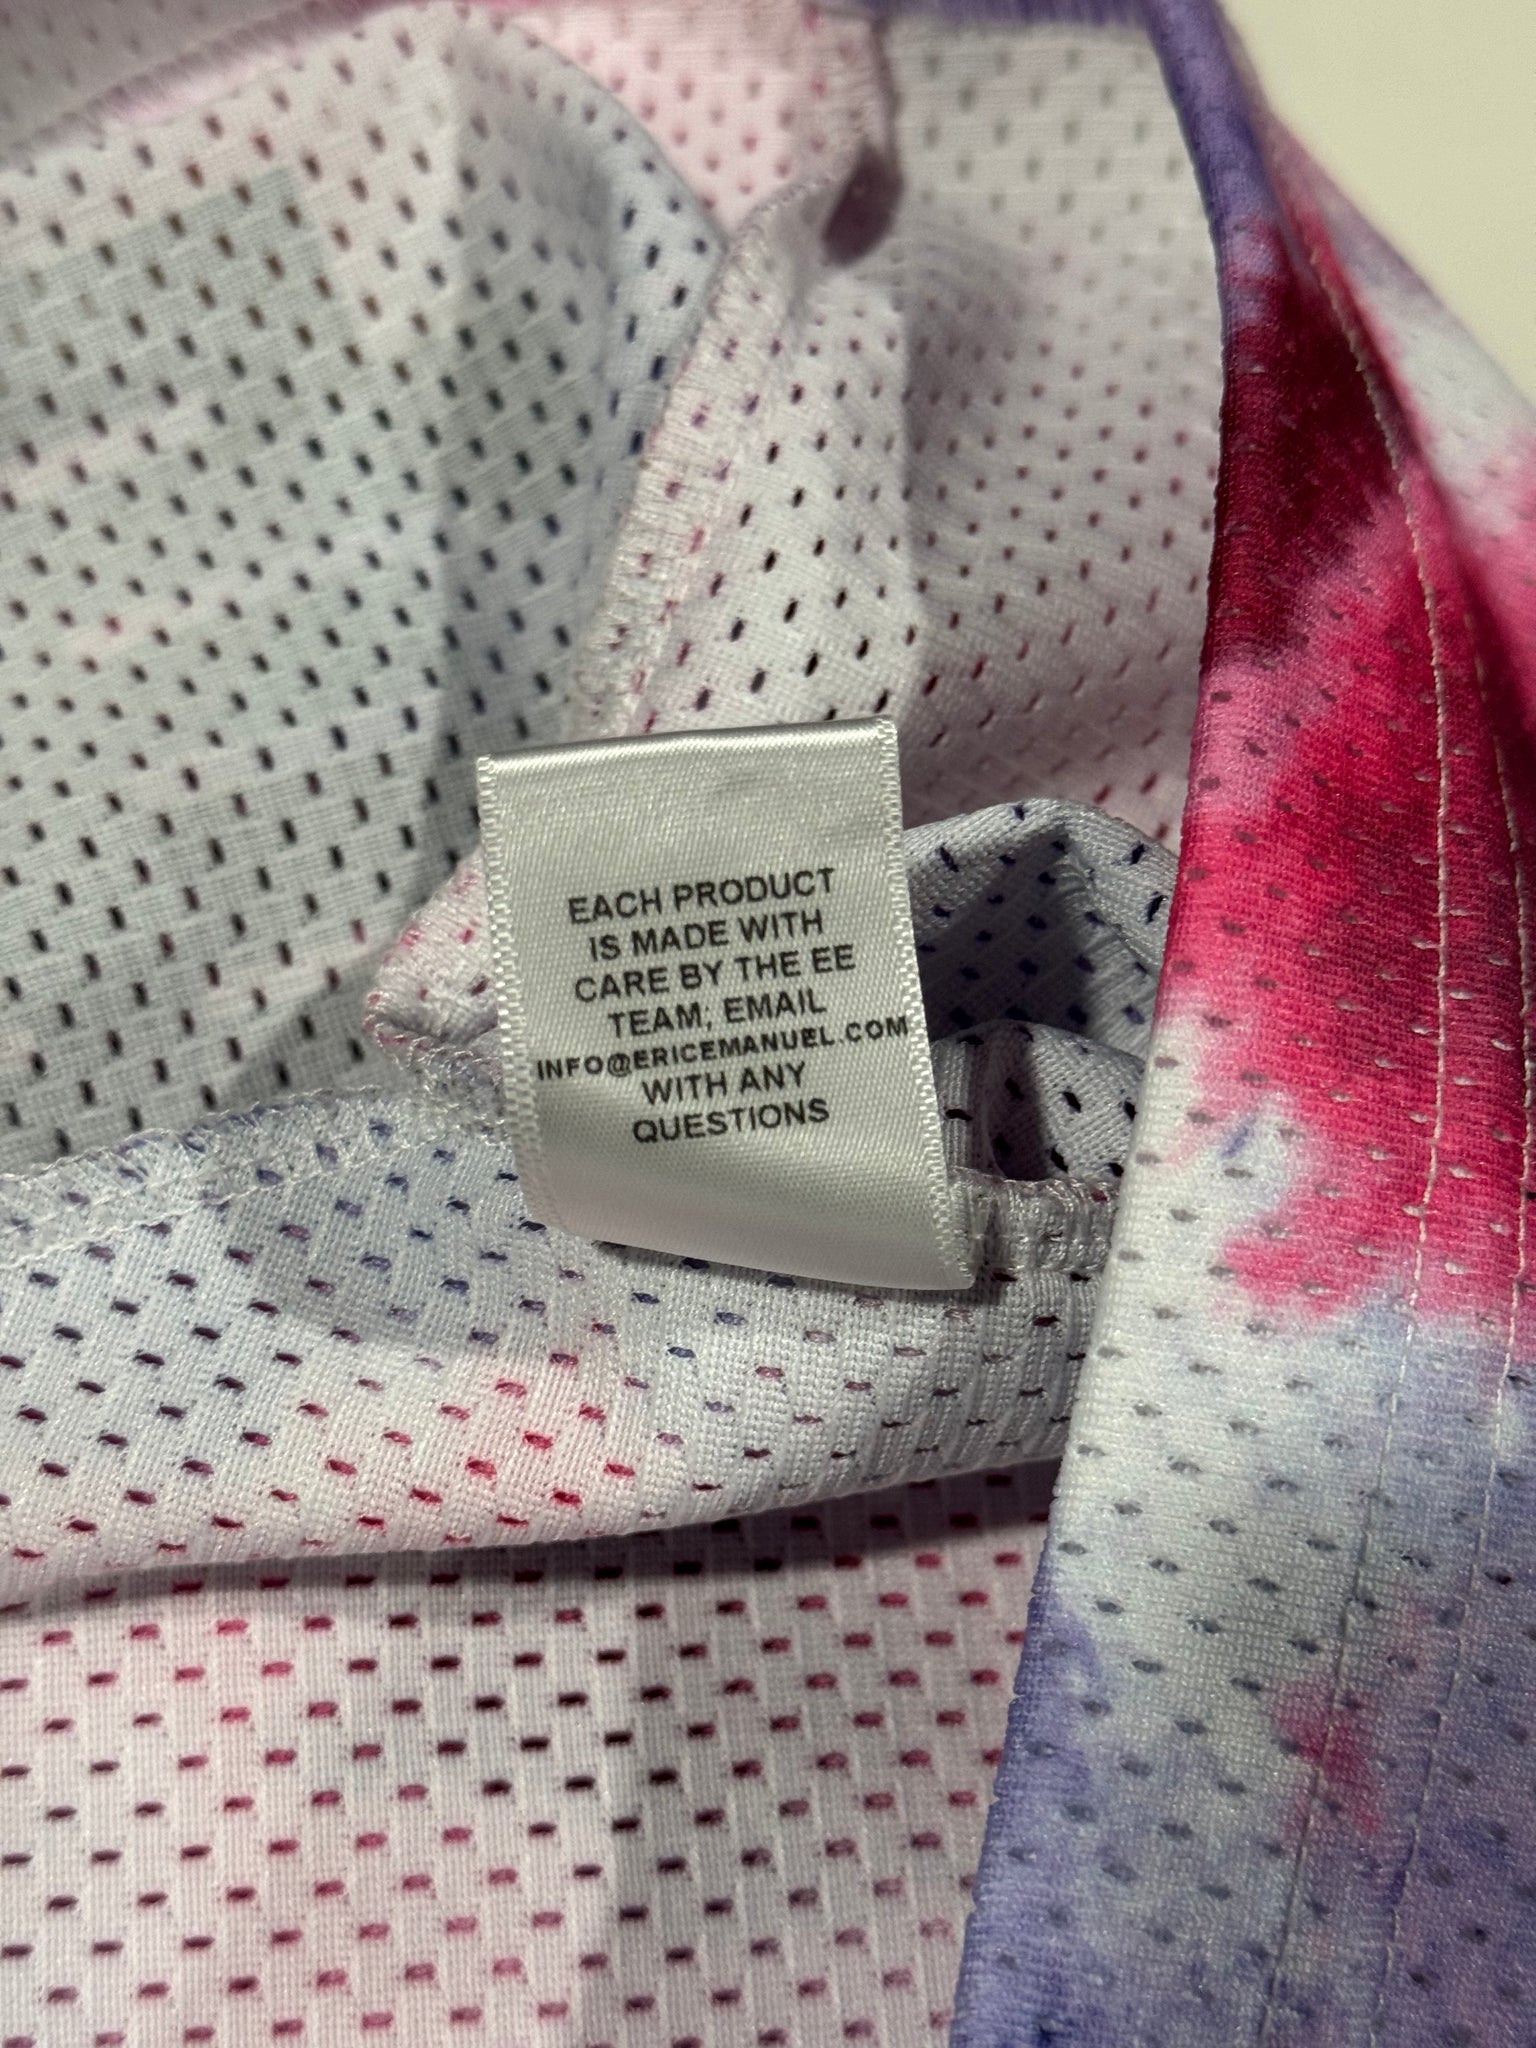 EACH PRODUCT
IS MADE WITH
CARE BY THE EE
TEAM; EMAIL
INFO@ERICEMANUEL.COM
WITH ANY
QUESTIONS